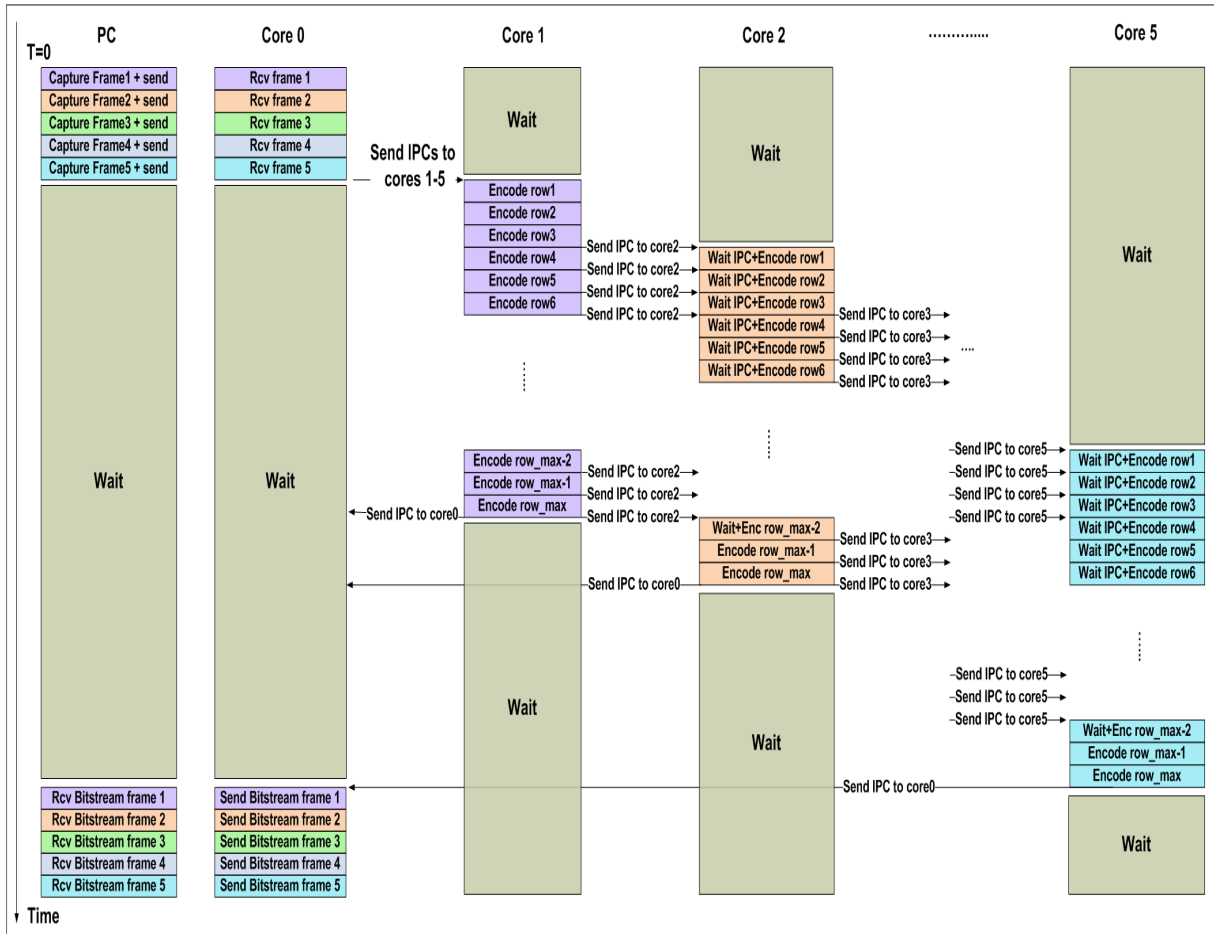 PC
Core 0
Core 1
Core 2
..............
Core 5
T=0
Capture Frame1 + send
Capture Frame2 + send
Capture Frame3 + send
Capture Frame4 + send
Capture Frame5 + send
Wait
Rcv Bitstream frame 1
Rcv Bitstream frame 2
Rcv Bitstream frame 3
Rcv Bitstream frame 4
Rcv Bitstream frame 5
Time
Rcv frame 1
Rcv frame 2
Rcv frame 3
Rcv frame 4
Rcv frame 5
Wait
Send Bitstream frame 1
Send Bitstream frame 2
Send Bitstream frame 3
Send Bitstream frame 4
Send Bitstream frame 5
Send IPCs to
cores 1-5
Send IPC to core0
Wait
Encode row1
Encode row2
Encode row3
Encode row4
Encode row5
Encode row6
Encode row_max-2
Encode row_max-1
Encode row_max
Wait
Send IPC to core2
Send IPC to core2
Send IPC to core2
Send IPC to core2
Send IPC to core2
Send IPC to core2
Send IPC to core2
Send IPC to core0
Wait
Wait IPC+Encode row1
Wait IPC+Encode row2
Wait IPC+Encode row3
Wait IPC+Encode row4
Wait IPC+Encode row5
Wait IPC+Encode row6
Wait+Enc row_max-2
Encode row_max-1
Encode row_max
Wait
Send IPC to core3
Send IPC to core3
Send IPC to core3
Send IPC to core3
....
Send IPC to core3
Send IPC to core3
Send IPC to core3
Send IPC to core5
Send IPC to core5
Send IPC to core5
Send IPC to core5
Send IPC to core5
Send IPC to core5
Send IPC to core5
Send IPC to core0
Wait
Wait IPC+Encode row1
Wait IPC+Encode row2
Wait IPC+Encode row3
Wait IPC+Encode row4
Wait IPC+Encode row5
Wait IPC+Encode row6
Wait+Enc row_max-2
Encode row_max-1
Encode row_max
Wait